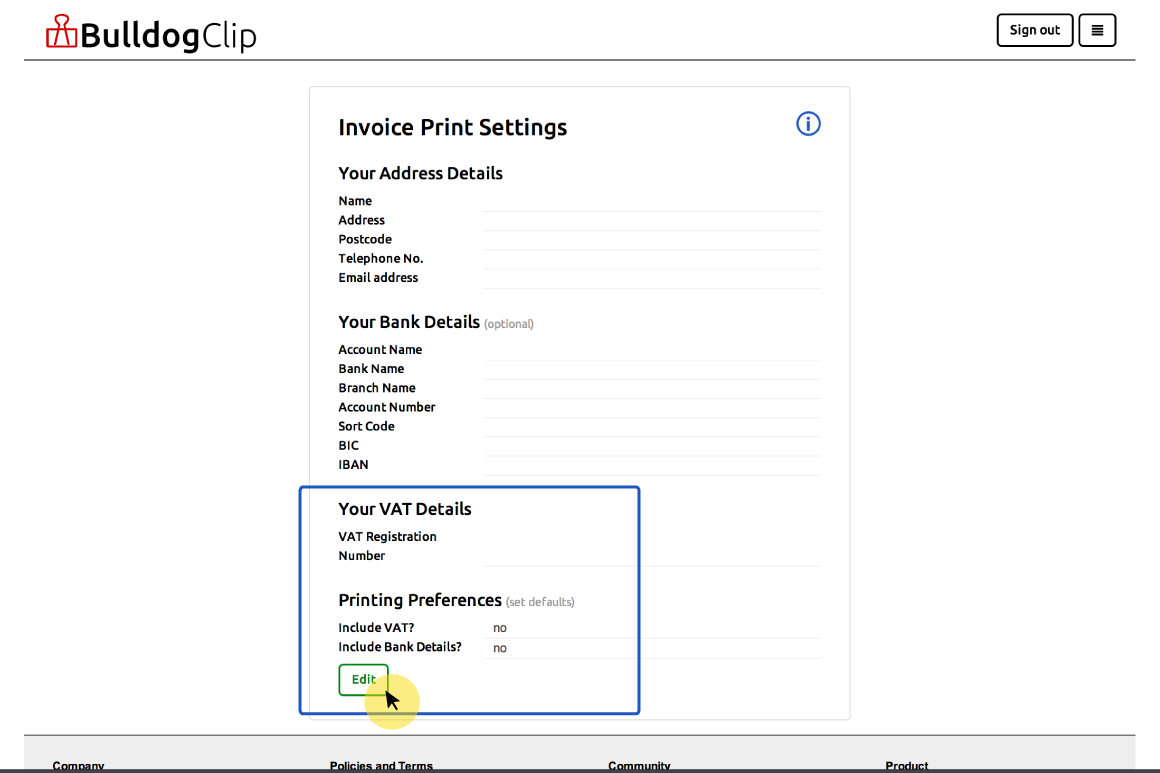 BulldogClip
Sign out
Invoice Print Settings
Your Address Details
Name
Address
Postcode
Telephone No.
Email address
Your Bank Details (optional)
Account Name
Bank Name
Branch Name
Account Number
Sort Code
BIC
IBAN
Your VAT Details
VAT Registration
Number
Printing Preferences (set defaults)
Include VAT? no
Include Bank Details? no
Edit
Company Policies and Terms Community Product